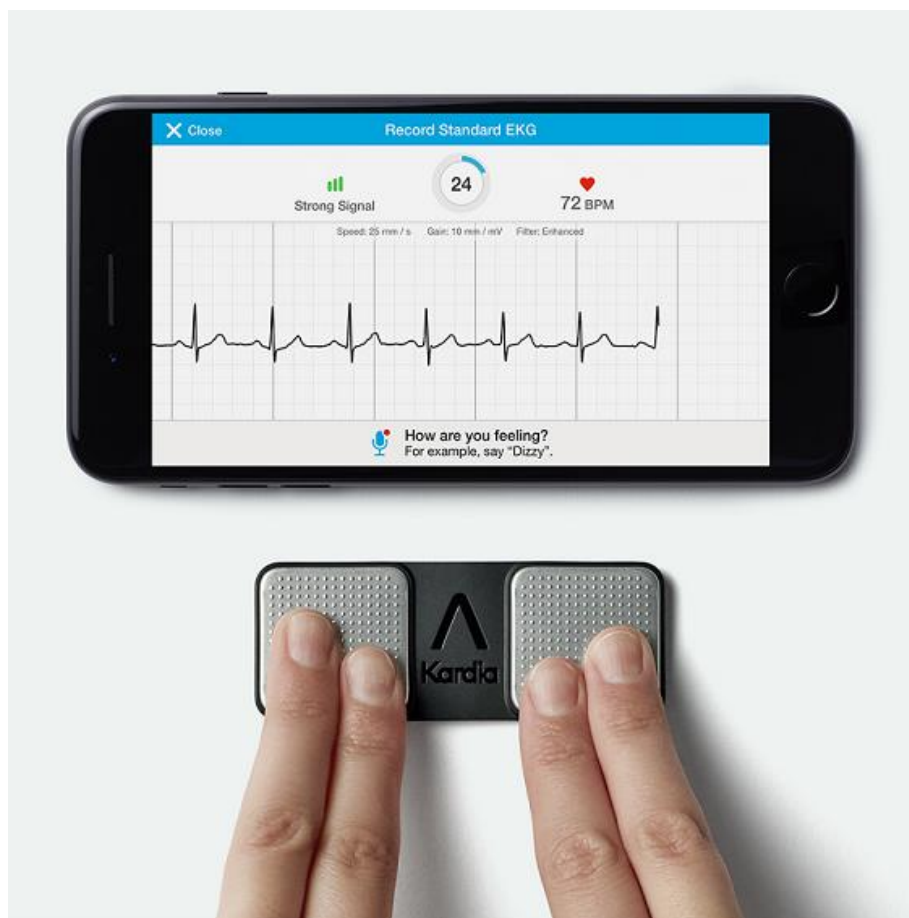 Close
Record Standard EKG
Strong Signal
24
72 BPM
Speed: 25 mm / s Gain: 10 mm / mV Filter: Enhanced
How are you feeling?
For example, say “Dizzy”.
Kardia